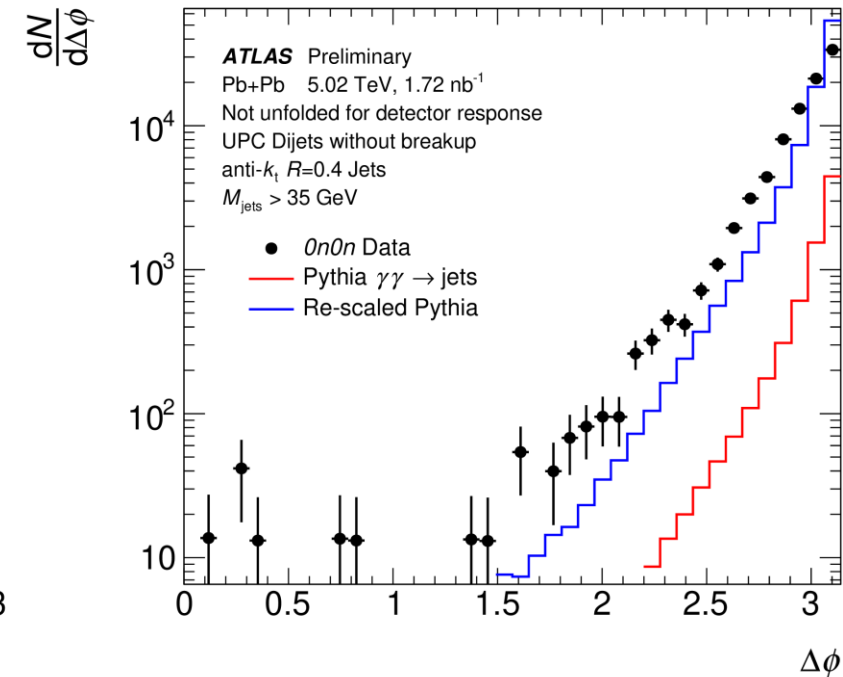 dN
dΔϕ
ATLAS Preliminary
Pb+Pb 5.02 TeV, 1.72 nb⁻¹
Not unfolded for detector response
UPC Dijets without breakup
anti-kₜ R=0.4 Jets
M_jets > 35 GeV
0n0n Data
Pythia γγ → jets
Re-scaled Pythia
10⁴
10³
10²
10
3
0 0.5 1 1.5 2 2.5 3
Δϕ